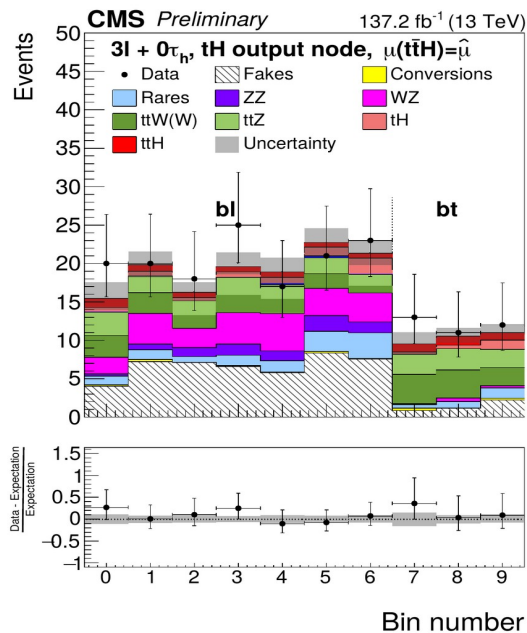 CMS Preliminary 137.2 fb⁻¹ (13 TeV)
3l + 0τₕ, tH output node, μ(tt̄H)=μ̂
Data Fakes Conversions
Rares ZZ WZ
ttW(W) ttZ tH
ttH Uncertainty
Events
50
45
40
35
30
25
20
15
10
5
0
bl bt
Data - Expectation
Expectation
1.5
1
0.5
0
−0.5
−1
0 1 2 3 4 5 6 7 8 9
Bin number